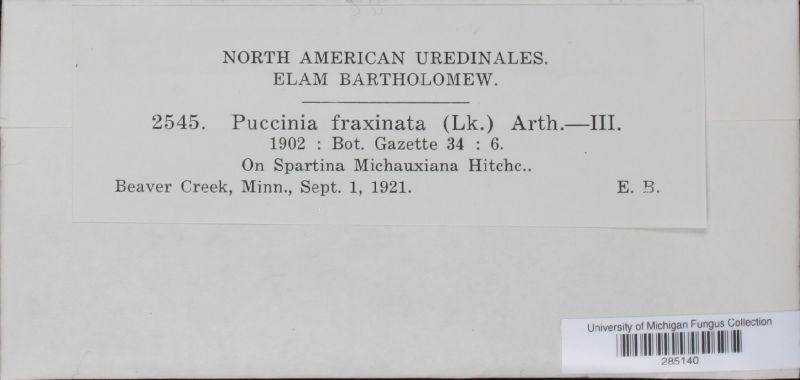 NORTH AMERICAN UREDINALES.
ELAM BARTHOLOMEW.
2545. Puccinia fraxinata (Lk.) Arth.—III.
1902 : Bot. Gazette 34 : 6.
On Spartina Michauxiana Hitchc..
Beaver Creek, Minn., Sept. 1, 1921. E. B.
University of Michigan Fungus Collection
285140